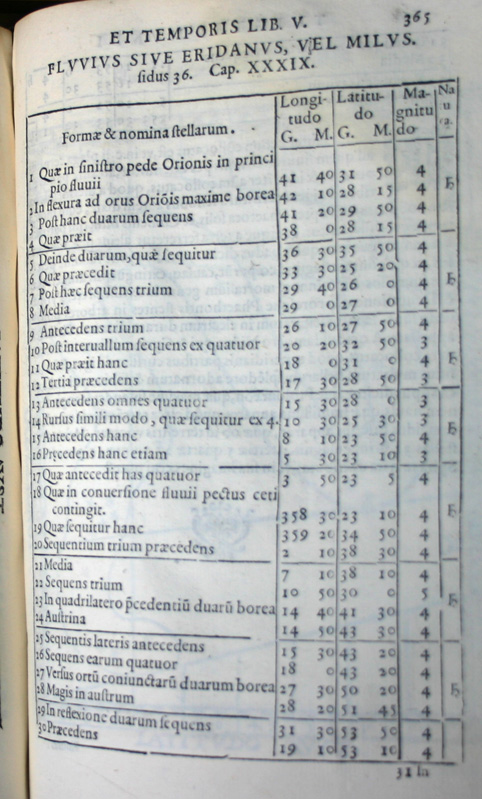 ET TEMPORIS LIB. V. 365
FLVVIVS SIVE ERIDANVS, VEL MILVS.
sidus 36. Cap. XXXIX.
Formæ & nomina stellarum. Longitudo G. M. Latitudo G. M. Magnitudo Na
1 Quæ in sinistro pede Orionis in princi
pio fluuii 41 40 31 50 4
2 In flexura ad orus Oriõis maxime borea 42 10 28 15 4 ♄
3 Post hanc duarum sequens 41 20 29 50 4
4 Quæ præit 38 0 28 15 4
5 Deinde duarum, quæ sequitur 36 30 35 50 4
6 Quæ præcedit 33 30 25 20 4
7 Post hæc sequens trium 29 40 26 0 4 ♄
8 Media 29 0 27 0 4
9 Antecedens trium 26 10 27 50 4
10 Post interuallum sequens ex quatuor 20 20 32 50 3
11 Quæ præit hanc 18 0 31 0 4 ♄
12 Tertia præcedens 17 30 28 50 3
13 Antecedens omnes quatuor 15 30 28 0 3
14 Rursus simili modo, quæ sequitur ex 4. 10 30 25 30 3
15 Antecedens hanc 8 10 23 50 4 ♄
16 Pręcedens hanc etiam 5 30 23 10 3
17 Quæ antecedit has quatuor 3 50 23 5 4
18 Quæ in conuersione fluuii pectus ceti
contingit. 358 30 23 10 4 ♄
19 Quæ sequitur hanc 359 20 34 50 4
20 Sequentium trium præcedens 2 10 38 30 4
21 Media 7 10 38 10 4
22 Sequens trium 10 50 30 0 5
23 In quadrilatero p̃cedentiũ duarũ borea 14 40 41 30 4 ♄
24 Austrina 14 50 43 30 4
25 Sequentis lateris antecedens 15 30 43 20 4
26 Sequens earum quatuor 18 0 43 20 4
27 Versus ortũ coniunctarũ duarum borea 27 30 50 20 4 ♄
28 Magis in austrum 28 20 51 45 4
29 In reflexione duarum sequens 31 30 53 50 4
30 Præcedens 19 10 53 10 4
31 In